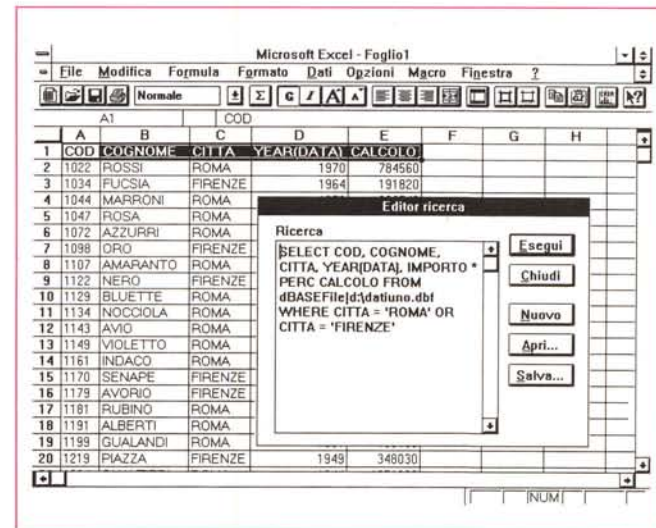 Microsoft Excel - Foglio1
File Modifica Formula Formato Dati Opzioni Macro Finestra ?
Normale Σ G I A A
A1 COD
A B C D E F G H
1 COD COGNOME CITTA YEAR(DATA) CALCOLO
2 1022 ROSSI ROMA 1970 784560
3 1034 FUCSIA FIRENZE 1964 191820
4 1044 MARRONI ROMA
5 1047 ROSA ROMA
6 1072 AZZURRI ROMA
7 1098 ORO FIRENZE
8 1107 AMARANTO ROMA
9 1122 NERO FIRENZE
10 1129 BLUETTE ROMA
11 1134 NOCCIOLA ROMA
12 1143 AVIO ROMA
13 1149 VIOLETTO ROMA
14 1161 INDACO ROMA
15 1170 SENAPE FIRENZE
16 1179 AVORIO FIRENZE
17 1181 RUBINO ROMA
18 1191 ALBERTI ROMA
19 1199 GUALANDI ROMA
20 1219 PIAZZA FIRENZE 1949 348030
Editor ricerca
Ricerca
SELECT COD, COGNOME,
CITTA, YEAR(DATA), IMPORTO *
PERC CALCOLO FROM
dBASEFile|d:\datiuno.dbf
WHERE CITTA = 'ROMA' OR
CITTA = 'FIRENZE'
Esegui
Chiudi
Nuovo
Apri...
Salva...
NUM